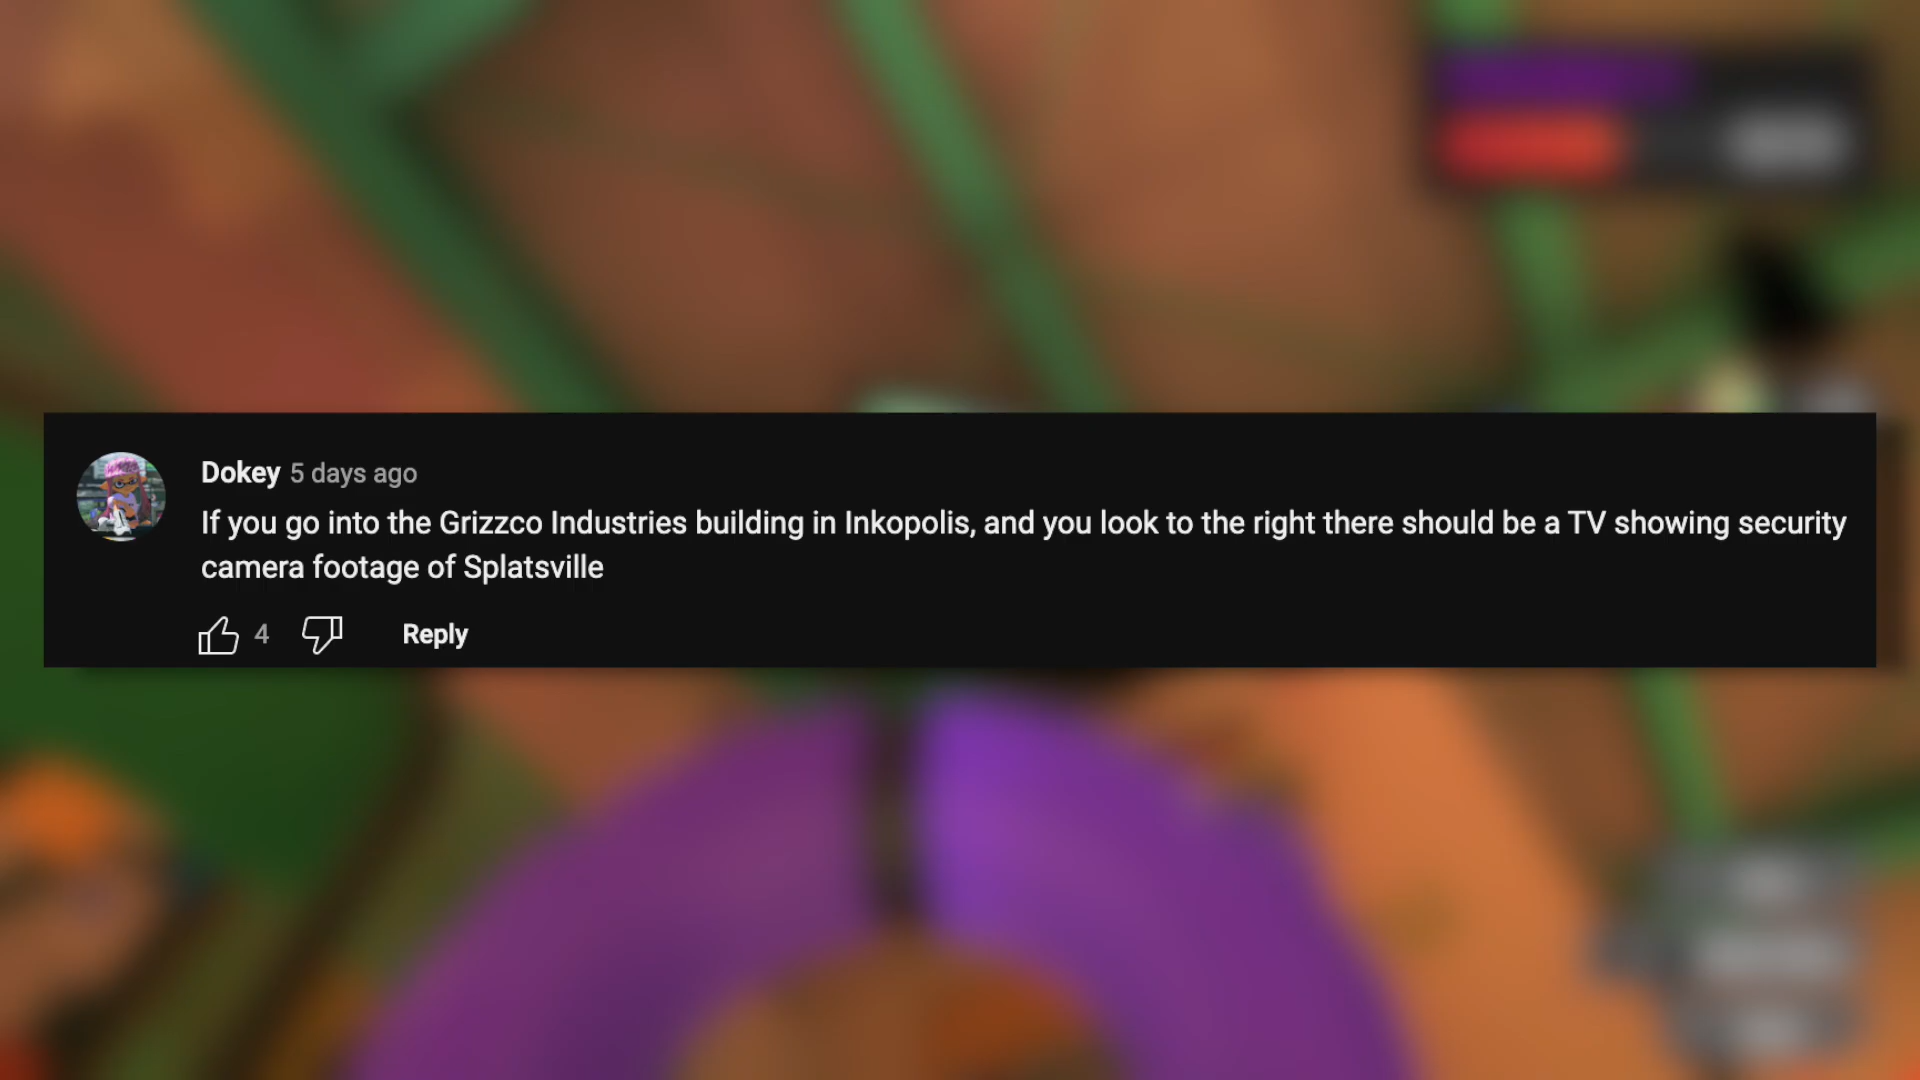 Dokey 5 days ago
If you go into the Grizzco Industries building in Inkopolis, and you look to the right there should be a TV showing security
camera footage of Splatsville
4 Reply